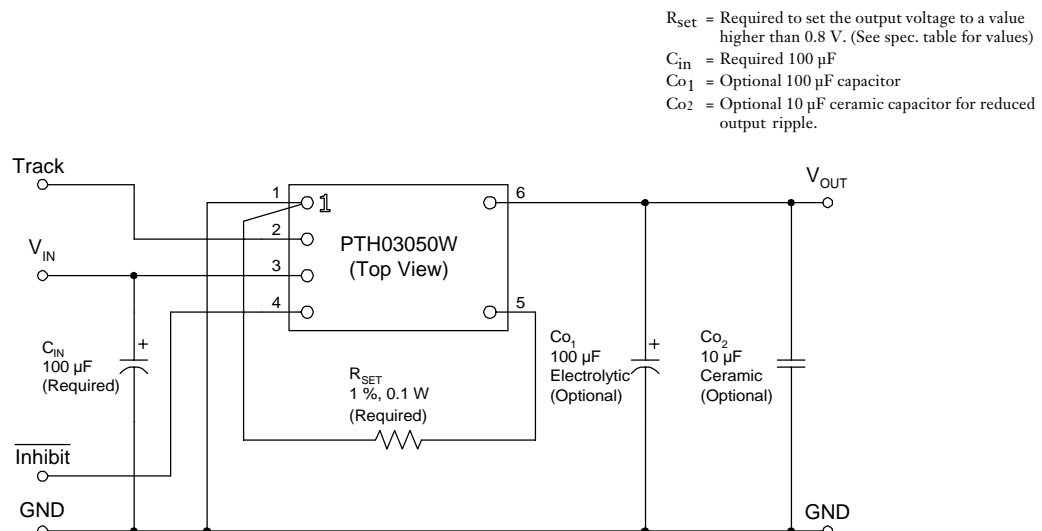 Rset = Required to set the output voltage to a value
higher than 0.8 V. (See spec. table for values)
Cin = Required 100 µF
Co1 = Optional 100 µF capacitor
Co2 = Optional 10 µF ceramic capacitor for reduced
output ripple.
Track
VOUT
1
1
6
2
PTH03050W
(Top View)
VIN
3
4
5
CIN
100 µF
(Required)
+
RSET
1 %, 0.1 W
(Required)
Co1
100 µF
Electrolytic
(Optional)
+
Co2
10 µF
Ceramic
(Optional)
Inhibit
GND
GND